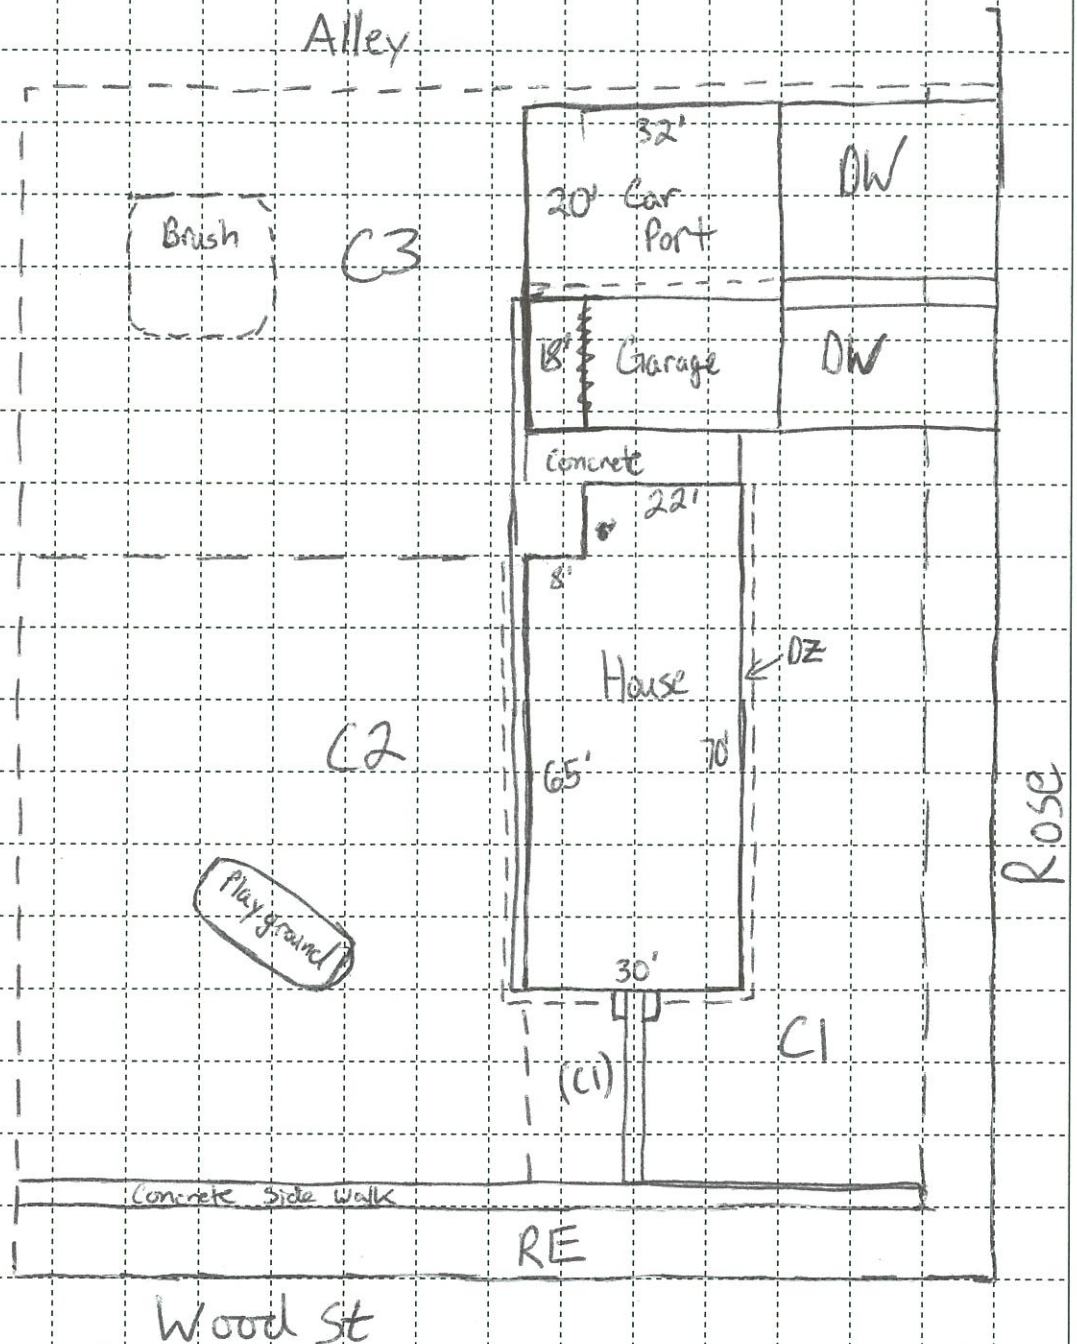 Alley
32'
DW
20'
Car
Port
Brush
C3
18'
Garage
DW
Concrete
22'
8'
House
DZ
C2
65'
70'
Rose
Playground
30'
C1
(C1)
Concrete Side Walk
RE
Wood St